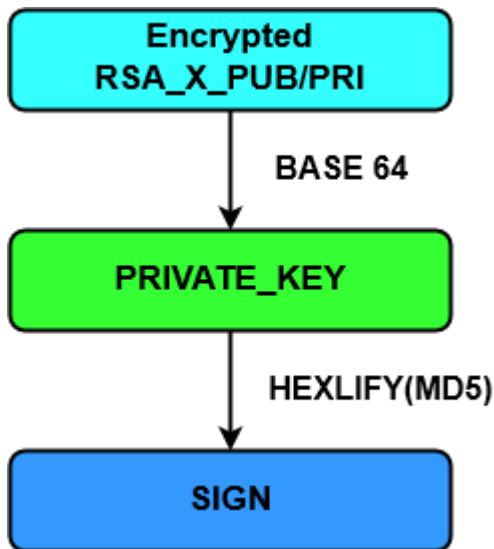 Encrypted
RSA_X_PUB/PRI
BASE 64
PRIVATE_KEY
HEXLIFY(MD5)
SIGN